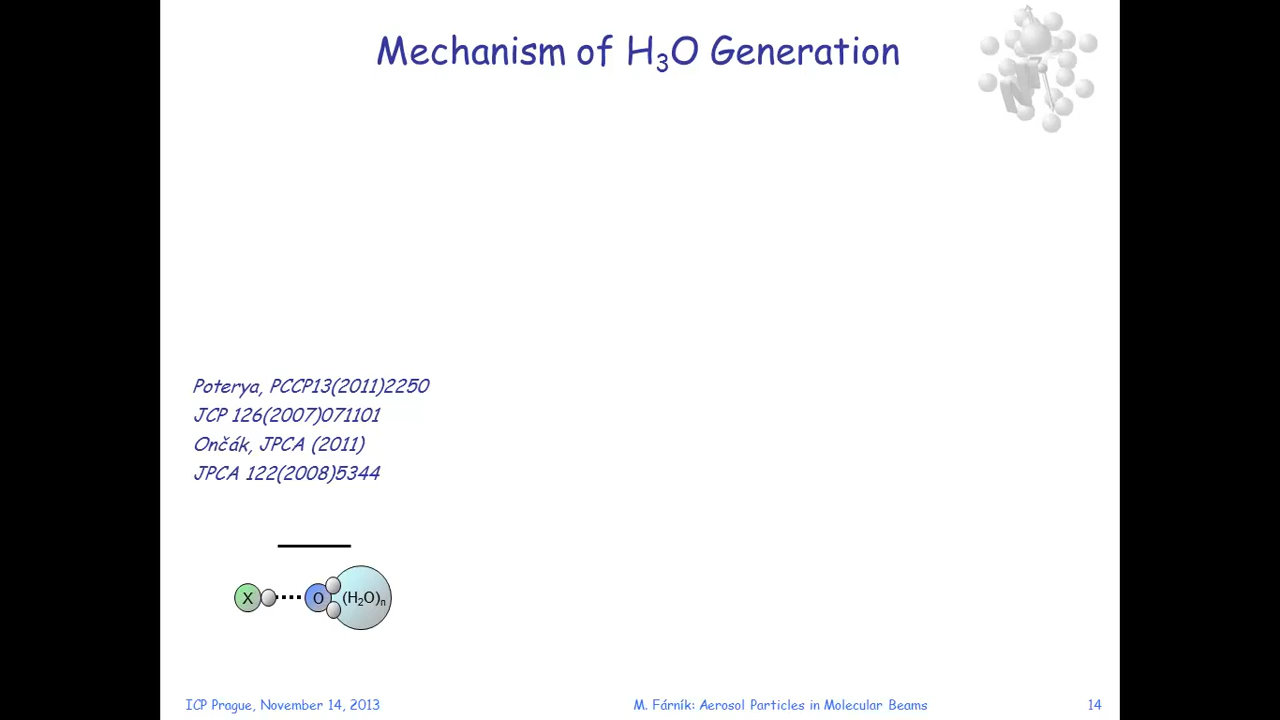 Mechanism of H₃O Generation
Poterya, PCCP13(2011)2250
JCP 126(2007)071101
Ončák, JPCA (2011)
JPCA 122(2008)5344
X O (H₂O)ₙ
ICP Prague, November 14, 2013 M. Fárník: Aerosol Particles in Molecular Beams 14